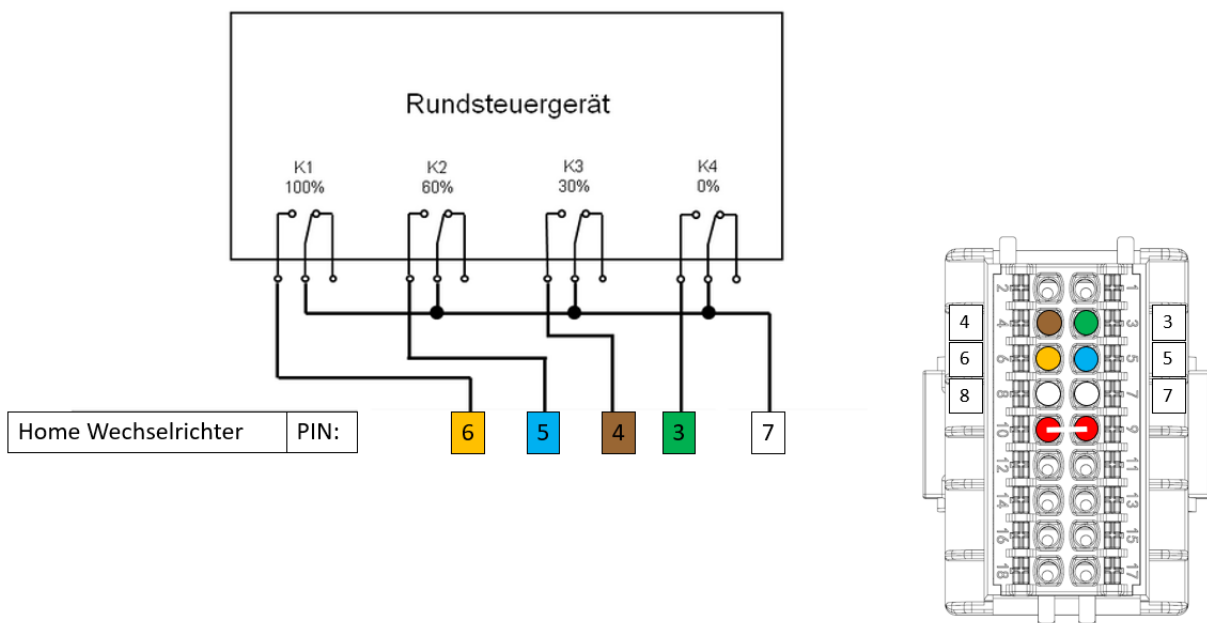 Rundsteuergerät
K1 K2 K3 K4
100% 60% 30% 0%
Home Wechselrichter PIN: 6 5 4 3 7
2 1
4 4 3 3
6 6 5 5
8 8 7 7
10 9
12 11
14 13
16 15
18 17